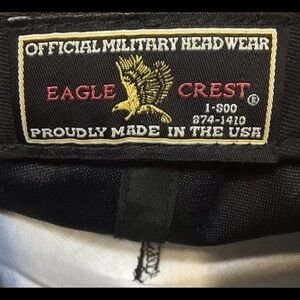 OFFICIAL MILITARY HEADWEAR
EAGLE CREST ®
1-800
874-1410
PROUDLY MADE IN THE USA